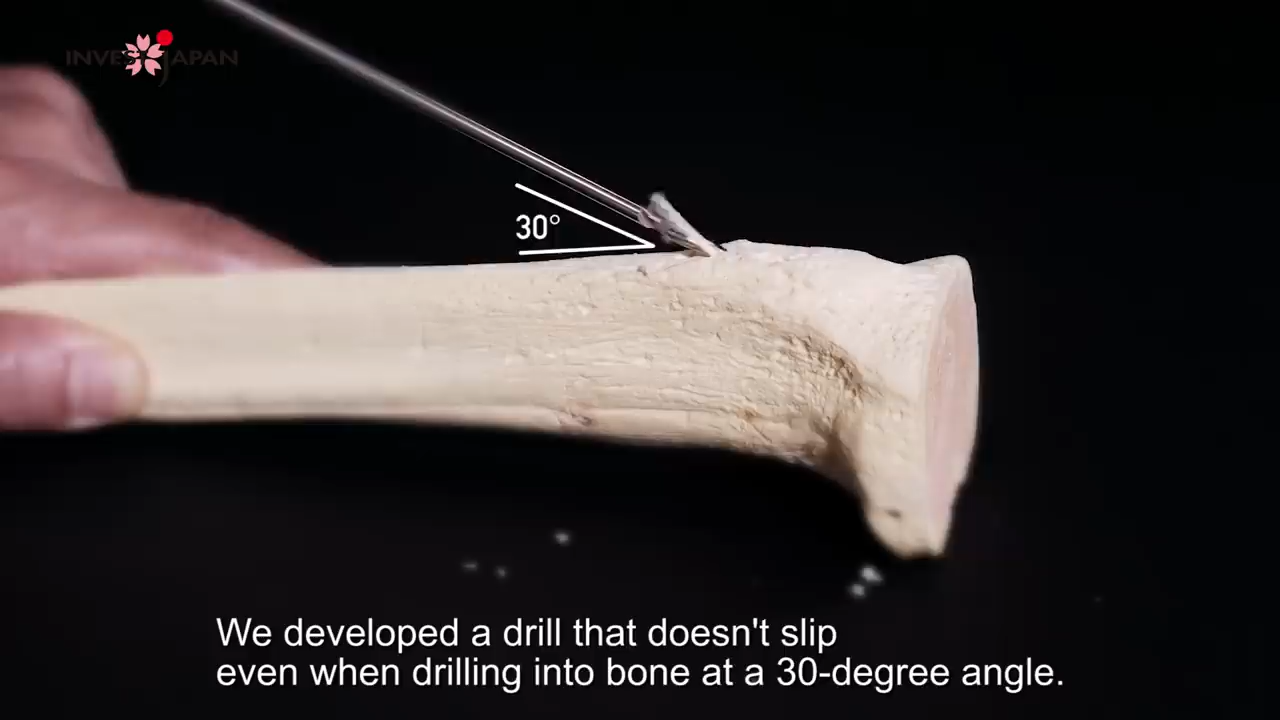 INVEST JAPAN
30°
We developed a drill that doesn't slip
even when drilling into bone at a 30-degree angle.